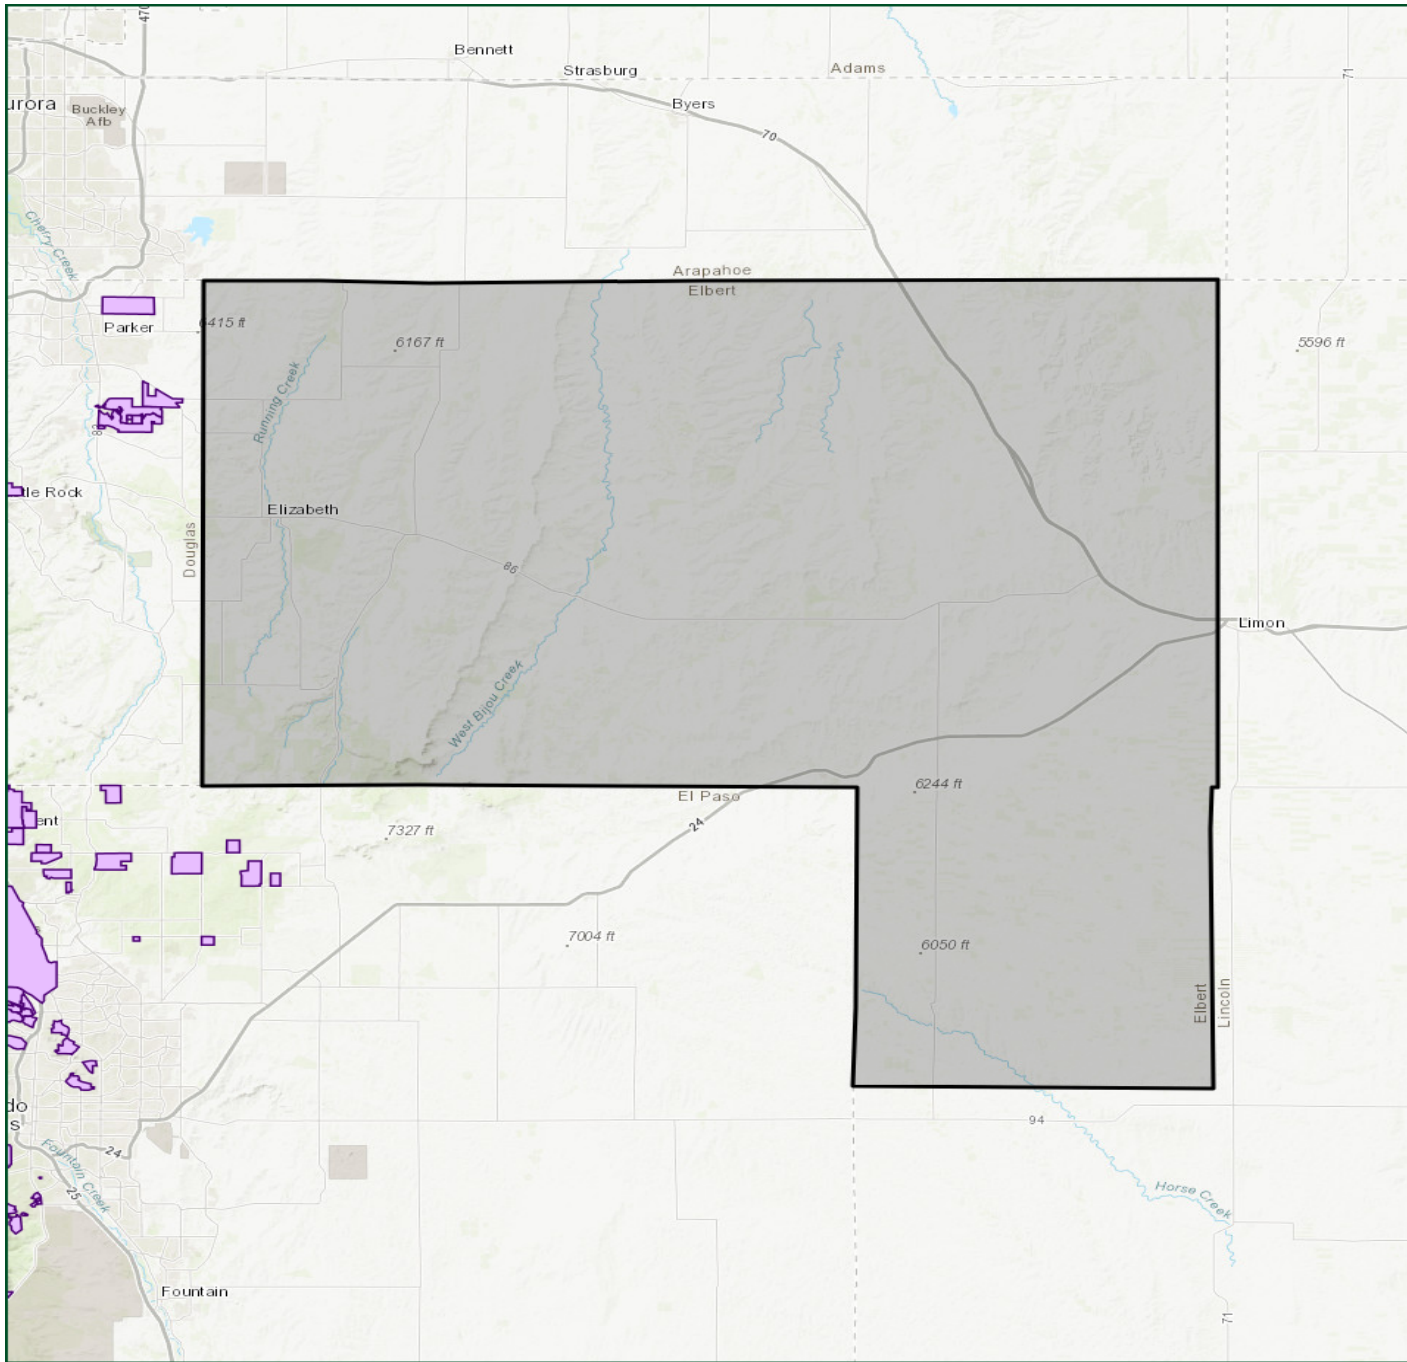 470
Bennett
Strasburg
Adams
71
urora
Buckley
Afb
Byers
70
Cherry Creek
Arapahoe
Elbert
Parker
6415 ft
6167 ft
5596 ft
Running Creek
83
tle Rock
Elizabeth
Douglas
86
Limon
West Bijou Creek
6244 ft
El Paso
ent
24
7327 ft
7004 ft
6050 ft
Elbert
Lincoln
do
s
94
24
Fountain Creek
25
Horse Creek
Fountain
71